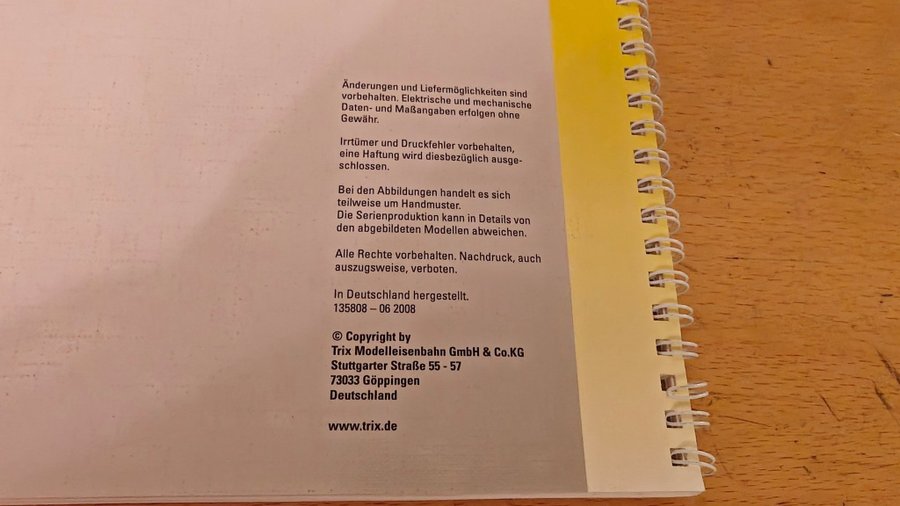 Änderungen und Liefermöglichkeiten sind
vorbehalten. Elektrische und mechanische
Daten- und Maßangaben erfolgen ohne
Gewähr.
Irrtümer und Druckfehler vorbehalten,
eine Haftung wird diesbezüglich ausge-
schlossen.
Bei den Abbildungen handelt es sich
teilweise um Handmuster.
Die Serienproduktion kann in Details von
den abgebildeten Modellen abweichen.
Alle Rechte vorbehalten. Nachdruck, auch
auszugsweise, verboten.
In Deutschland hergestellt.
135808 – 06 2008
© Copyright by
Trix Modelleisenbahn GmbH & Co.KG
Stuttgarter Straße 55 - 57
73033 Göppingen
Deutschland
www.trix.de